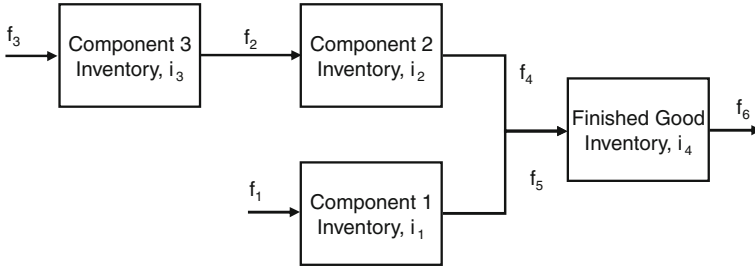 f₃
Component 3
Inventory, i₃
f₂
Component 2
Inventory, i₂
f₄
Finished Good
Inventory, i₄
f₆
f₅
f₁
Component 1
Inventory, i₁